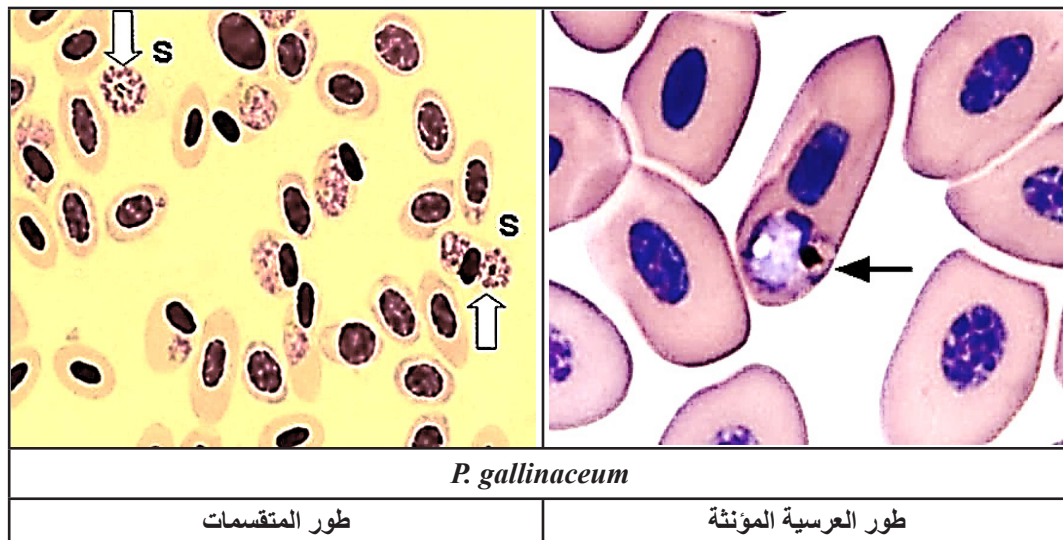 S
S
P. gallinaceum
طور العرسية المؤنثة
طور المتقسمات